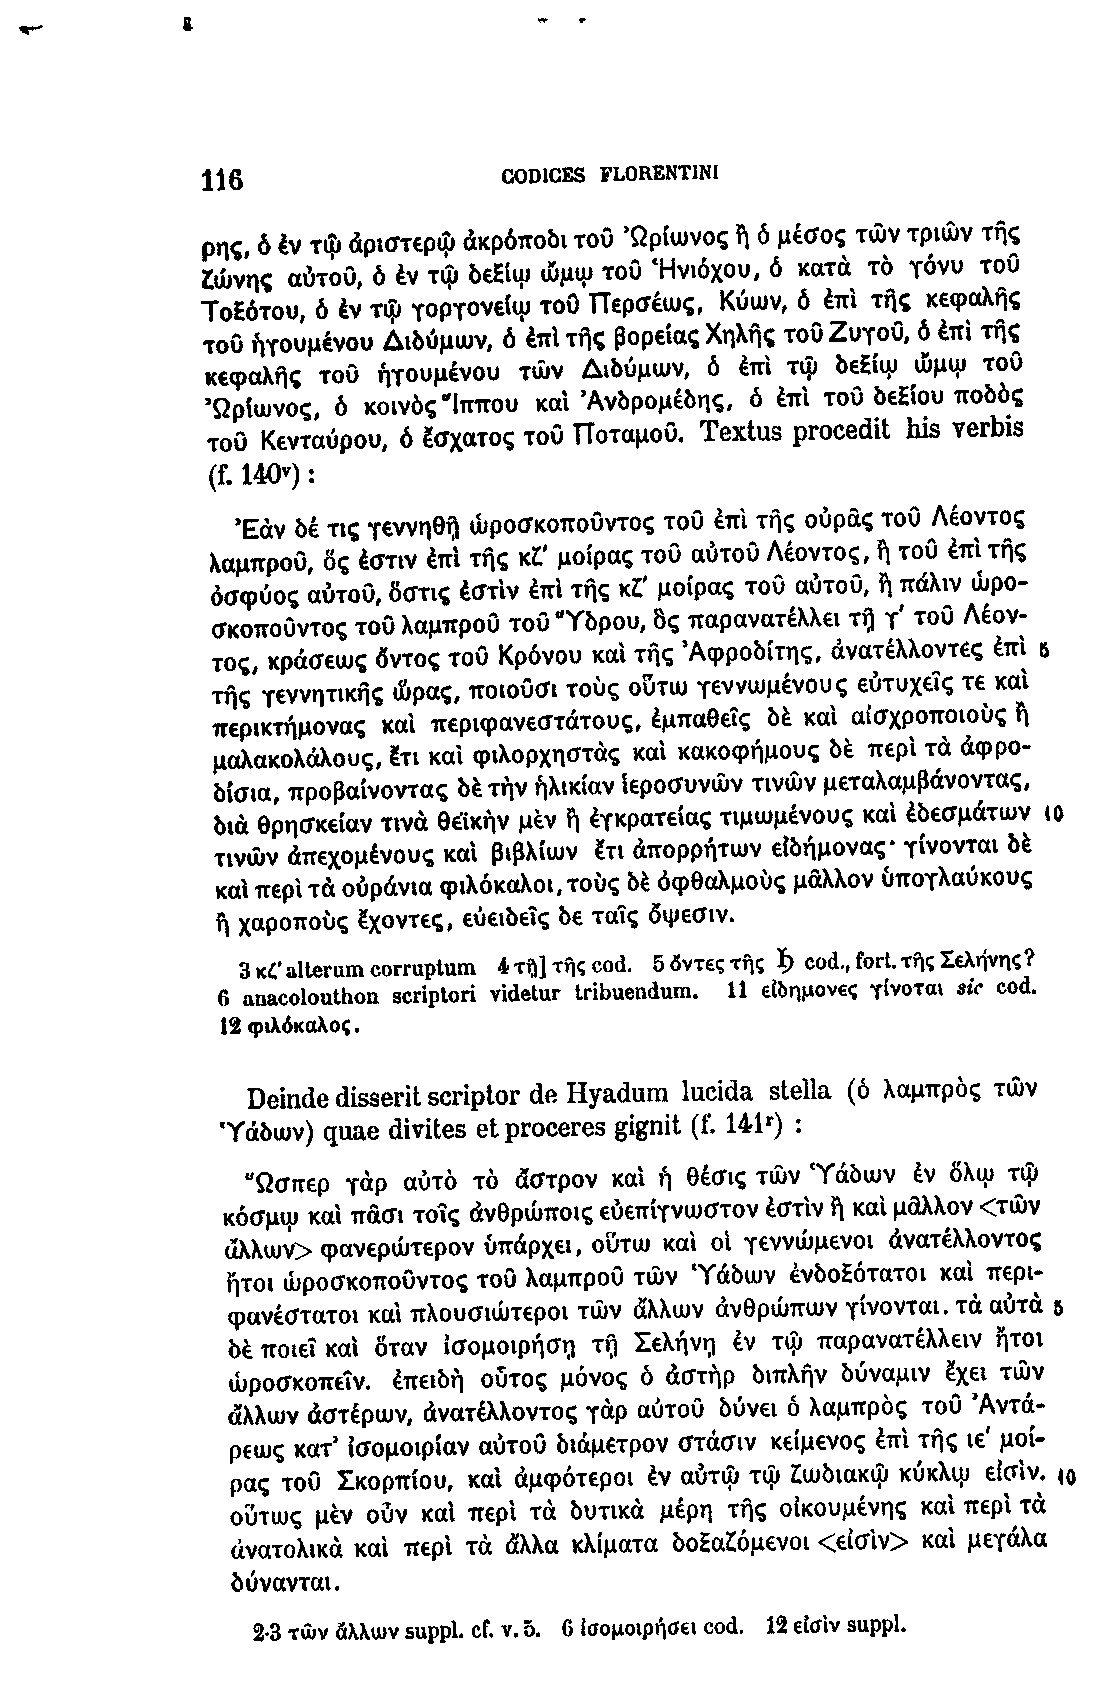 116 CODICES FLORENTINI
ρης, ὁ ἐν τῷ ἀριστερῷ ἀκρόποδι τοῦ Ὠρίωνος ἢ ὁ μέσος τῶν τριῶν τῆς
ζώνης αὐτοῦ, ὁ ἐν τῷ δεξίῳ ὤμῳ τοῦ Ἡνιόχου, ὁ κατὰ τὸ γόνυ τοῦ
Τοξότου, ὁ ἐν τῷ γοργονείῳ τοῦ Περσέως, Κύων, ὁ ἐπὶ τῆς κεφαλῆς
τοῦ ἡγουμένου Διδύμων, ὁ ἐπὶ τῆς βορείας Χηλῆς τοῦ Ζυγοῦ, ὁ ἐπὶ τῆς
κεφαλῆς τοῦ ἡγουμένου τῶν Διδύμων, ὁ ἐπὶ τῷ δεξίῳ ὤμῳ τοῦ
Ὠρίωνος, ὁ κοινὸς Ἵππου καὶ Ἀνδρομέδης, ὁ ἐπὶ τοῦ δεξίου ποδὸς
τοῦ Κενταύρου, ὁ ἔσχατος τοῦ Ποταμοῦ. Textus procedit his verbis
(f. 140ᵛ) :
Ἐὰν δέ τις γεννηθῇ ὡροσκοποῦντος τοῦ ἐπὶ τῆς οὐρᾶς τοῦ Λέοντος
λαμπροῦ, ὅς ἐστιν ἐπὶ τῆς κζ′ μοίρας τοῦ αὐτοῦ Λέοντος, ἢ τοῦ ἐπὶ τῆς
ὀσφύος αὐτοῦ, ὅστις ἐστὶν ἐπὶ τῆς κζ′ μοίρας τοῦ αὐτοῦ, ἢ πάλιν ὡρο-
σκοποῦντος τοῦ λαμπροῦ τοῦ Ὕδρου, ὃς παρανατέλλει τῇ γ′ τοῦ Λέον-
τος, κράσεως ὄντος τοῦ Κρόνου καὶ τῆς Ἀφροδίτης, ἀνατέλλοντες ἐπὶ 5
τῆς γεννητικῆς ὥρας, ποιοῦσι τοὺς οὕτω γεννωμένους εὐτυχεῖς τε καὶ
περικτήμονας καὶ περιφανεστάτους, ἐμπαθεῖς δὲ καὶ αἰσχροποιοὺς ἢ
μαλακολάλους, ἔτι καὶ φιλορχηστὰς καὶ κακοφήμους δὲ περὶ τὰ ἀφρο-
δίσια, προβαίνοντας δὲ τὴν ἡλικίαν ἱεροσυνῶν τινῶν μεταλαμβάνοντας,
διὰ θρησκείαν τινὰ θεϊκὴν μὲν ἢ ἐγκρατείας τιμωμένους καὶ ἐδεσμάτων 10
τινῶν ἀπεχομένους καὶ βιβλίων ἔτι ἀπορρήτων εἰδήμονας· γίνονται δὲ
καὶ περὶ τὰ οὐράνια φιλόκαλοι, τοὺς δὲ ὀφθαλμοὺς μᾶλλον ὑπογλαύκους
ἢ χαροποὺς ἔχοντες, εὐειδεῖς δε ταῖς ὄψεσιν.
3 κζ′ alterum corruptum 4 τῇ] τῆς cod. 5 ὄντες τῆς ♄ cod., fort. τῆς Σελήνης?
6 anacolouthon scriptori videtur tribuendum. 11 εἰδημονες γίνοται sic cod.
12 φιλόκαλος.
Deinde disserit scriptor de Hyadum lucida stella (ὁ λαμπρὸς τῶν
Ὑάδων) quae divites et proceres gignit (f. 141ʳ) :
Ὥσπερ γὰρ αὐτὸ τὸ ἄστρον καὶ ἡ θέσις τῶν Ὑάδων ἐν ὅλῳ τῷ
κόσμῳ καὶ πᾶσι τοῖς ἀνθρώποις εὐεπίγνωστον ἐστὶν ἢ καὶ μᾶλλον <τῶν
ἄλλων> φανερώτερον ὑπάρχει, οὕτω καὶ οἱ γεννώμενοι ἀνατέλλοντος
ἤτοι ὡροσκοποῦντος τοῦ λαμπροῦ τῶν Ὑάδων ἐνδοξότατοι καὶ περι-
φανέστατοι καὶ πλουσιώτεροι τῶν ἄλλων ἀνθρώπων γίνονται. τὰ αὐτὰ 5
δὲ ποιεῖ καὶ ὅταν ἰσομοιρήσῃ τῇ Σελήνῃ ἐν τῷ παρανατέλλειν ἤτοι
ὡροσκοπεῖν. ἐπειδὴ οὗτος μόνος ὁ ἀστὴρ διπλῆν δύναμιν ἔχει τῶν
ἄλλων ἀστέρων, ἀνατέλλοντος γὰρ αὐτοῦ δύνει ὁ λαμπρὸς τοῦ Ἀντά-
ρεως κατ’ ἰσομοιρίαν αὐτοῦ διάμετρον στάσιν κείμενος ἐπὶ τῆς ιε′ μοί-
ρας τοῦ Σκορπίου, καὶ ἀμφότεροι ἐν αὐτῷ τῷ ζωδιακῷ κύκλῳ εἰσὶν. 10
οὕτως μὲν οὖν καὶ περὶ τὰ δυτικὰ μέρη τῆς οἰκουμένης καὶ περὶ τὰ
ἀνατολικὰ καὶ περὶ τὰ ἄλλα κλίματα δοξαζόμενοι <εἰσὶν> καὶ μεγάλα
δύνανται.
2-3 τῶν ἄλλων suppl. cf. v. 5. 6 ἰσομοιρήσει cod. 12 εἰσὶν suppl.